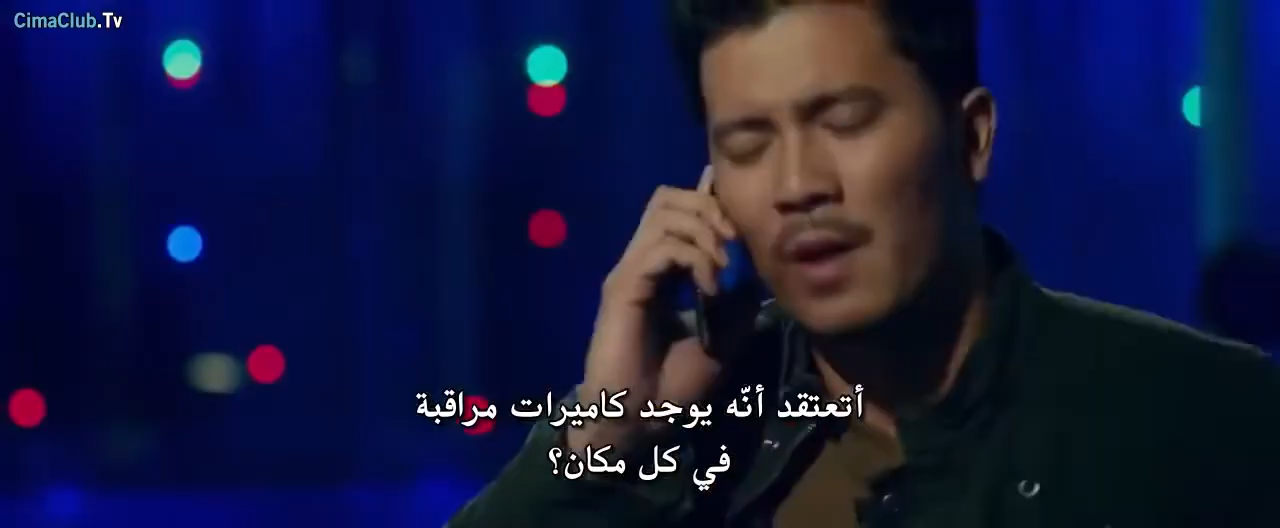 CimaClub.Tv
أتعتقد أنّه يوجد كاميرات مراقبة
في كل مكان؟